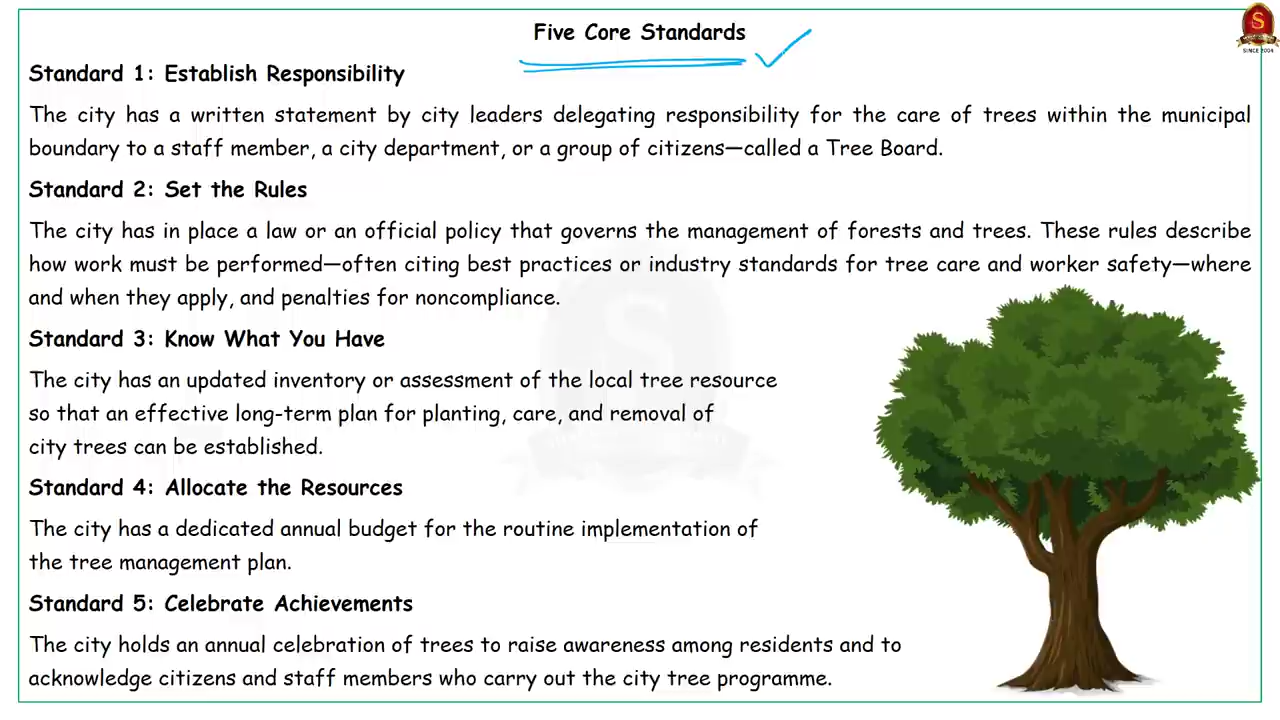 Five Core Standards
S
SINCE 2004
Standard 1: Establish Responsibility
The city has a written statement by city leaders delegating responsibility for the care of trees within the municipal
boundary to a staff member, a city department, or a group of citizens—called a Tree Board.
Standard 2: Set the Rules
The city has in place a law or an official policy that governs the management of forests and trees. These rules describe
how work must be performed—often citing best practices or industry standards for tree care and worker safety—where
and when they apply, and penalties for noncompliance.
Standard 3: Know What You Have
The city has an updated inventory or assessment of the local tree resource
so that an effective long-term plan for planting, care, and removal of
city trees can be established.
Standard 4: Allocate the Resources
The city has a dedicated annual budget for the routine implementation of
the tree management plan.
Standard 5: Celebrate Achievements
The city holds an annual celebration of trees to raise awareness among residents and to
acknowledge citizens and staff members who carry out the city tree programme.